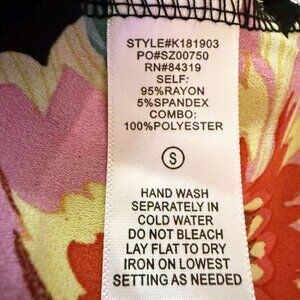 STYLE#K181903
PO#SZ00750
RN#84319
SELF:
95%RAYON
5%SPANDEX
COMBO:
100%POLYESTER
S
HAND WASH
SEPARATELY IN
COLD WATER
DO NOT BLEACH
LAY FLAT TO DRY
IRON ON LOWEST
SETTING AS NEEDED